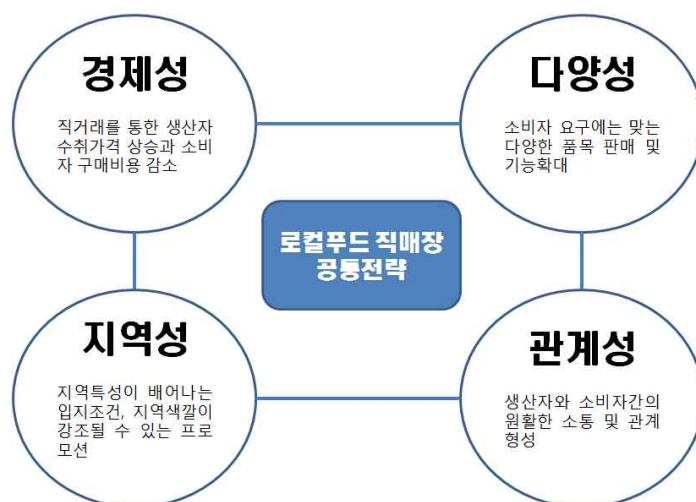 경제성
직거래를 통한 생산자
수취가격 상승과 소비
자 구매비용 감소
다양성
소비자 요구에는 맞는
다양한 품목 판매 및
기능확대
로컬푸드 직매장
공통전략
지역성
지역특성이 배어나는
입지조건, 지역색깔이
강조될 수 있는 프로
모션
관계성
생산자와 소비자간의
원활한 소통 및 관계
형성